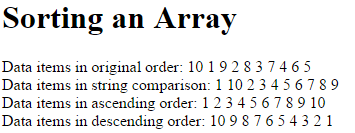 Sorting an Array
Data items in original order: 10 1 9 2 8 3 7 4 6 5
Data items in string comparison: 1 10 2 3 4 5 6 7 8 9
Data items in ascending order: 1 2 3 4 5 6 7 8 9 10
Data items in descending order: 10 9 8 7 6 5 4 3 2 1